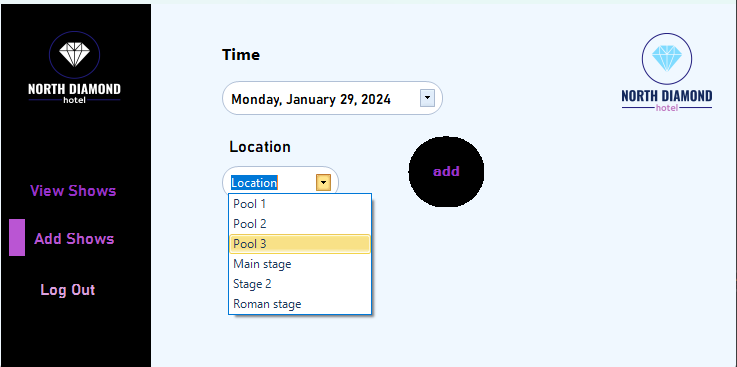 NORTH DIAMOND
hotel
View Shows
Add Shows
Log Out
Time
Monday, January 29, 2024
Location
Location
Pool 1
Pool 2
Pool 3
Main stage
Stage 2
Roman stage
add
NORTH DIAMOND
hotel